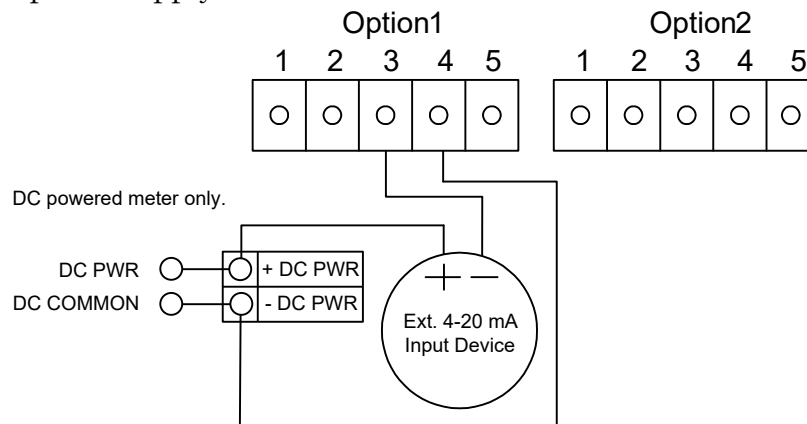 Option1 Option2
1 2 3 4 5 1 2 3 4 5
DC powered meter only.
DC PWR + DC PWR
DC COMMON - DC PWR
+ −
Ext. 4-20 mA
Input Device